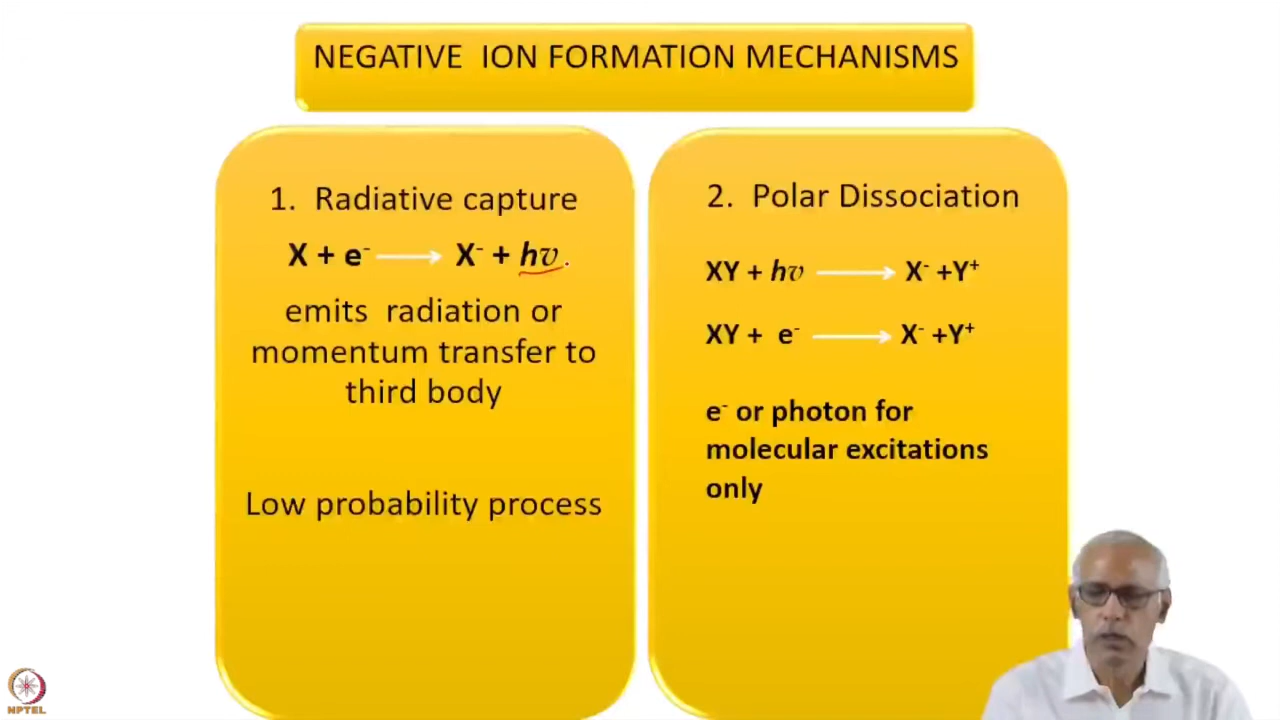 NEGATIVE ION FORMATION MECHANISMS
1. Radiative capture
X + e⁻ ⟶ X⁻ + hν
emits radiation or
momentum transfer to
third body
Low probability process
2. Polar Dissociation
XY + hν ⟶ X⁻ +Y⁺
XY + e⁻ ⟶ X⁻ +Y⁺
e⁻ or photon for
molecular excitations
only
NPTEL